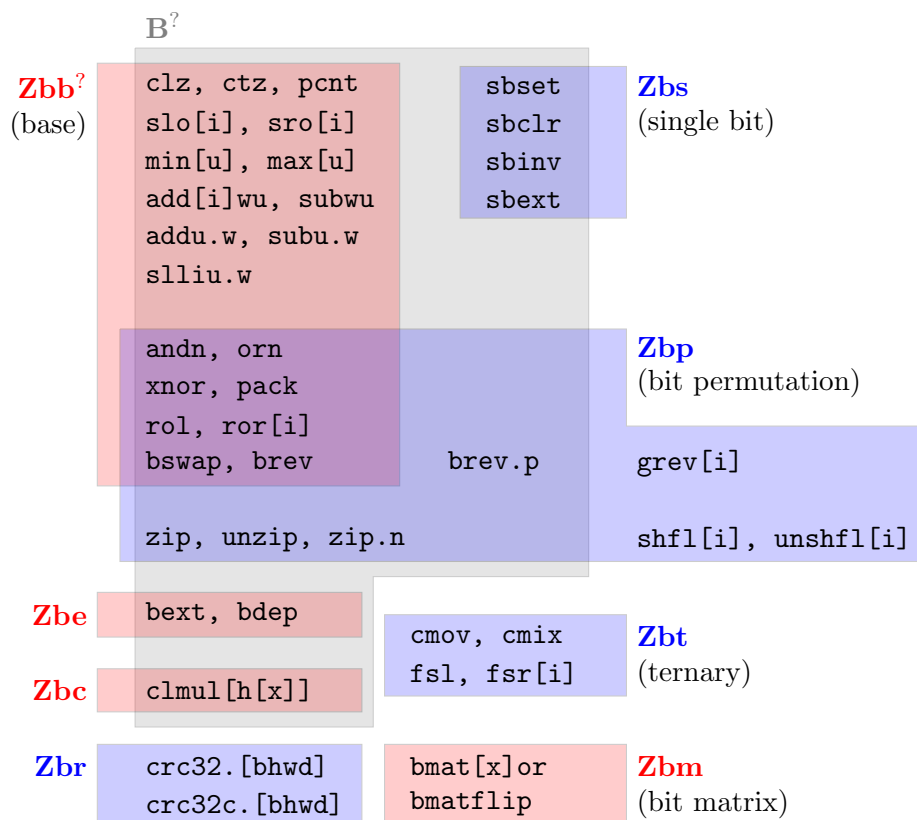 B?
Zbb?
(base)
clz, ctz, pcnt
slo[i], sro[i]
min[u], max[u]
add[i]wu, subwu
addu.w, subu.w
slliu.w
sbset
sbclr
sbinv
sbext
Zbs
(single bit)
andn, orn
xnor, pack
rol, ror[i]
bswap, brev
brev.p
grev[i]
Zbp
(bit permutation)
zip, unzip, zip.n
shfl[i], unshfl[i]
Zbe
bext, bdep
cmov, cmix
fsl, fsr[i]
Zbt
(ternary)
Zbc
clmul[h[x]]
Zbr
crc32.[bhwd]
crc32c.[bhwd]
bmat[x]or
bmatflip
Zbm
(bit matrix)